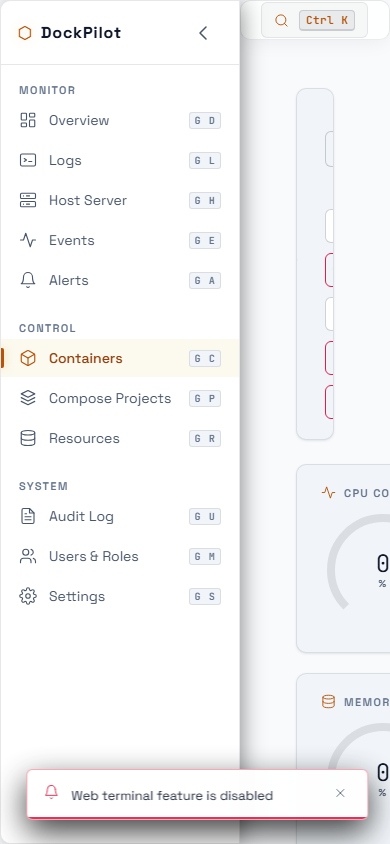 DockPilot
Ctrl K
MONITOR
Overview G D
Logs G L
Host Server G H
Events G E
Alerts G A
CONTROL
Containers G C
Compose Projects G P
Resources G R
SYSTEM
Audit Log G U
Users & Roles G M
Settings G S
CPU CO
0
%
MEMOR
0
%
Web terminal feature is disabled